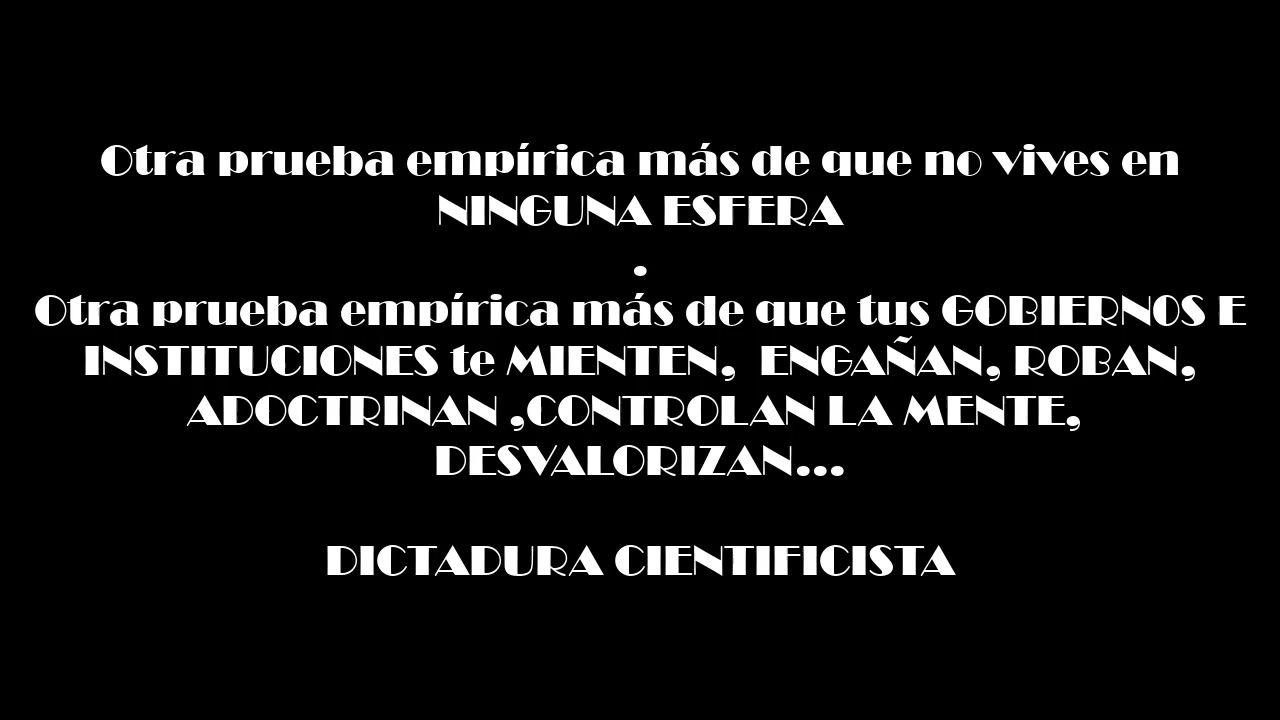 Otra prueba empírica más de que no vives en
NINGUNA ESFERA
.
Otra prueba empírica más de que tus GOBIERNOS E
INSTITUCIONES te MIENTEN,  ENGAÑAN, ROBAN,
ADOCTRINAN ,CONTROLAN LA MENTE,
DESVALORIZAN...
DICTADURA CIENTIFICISTA